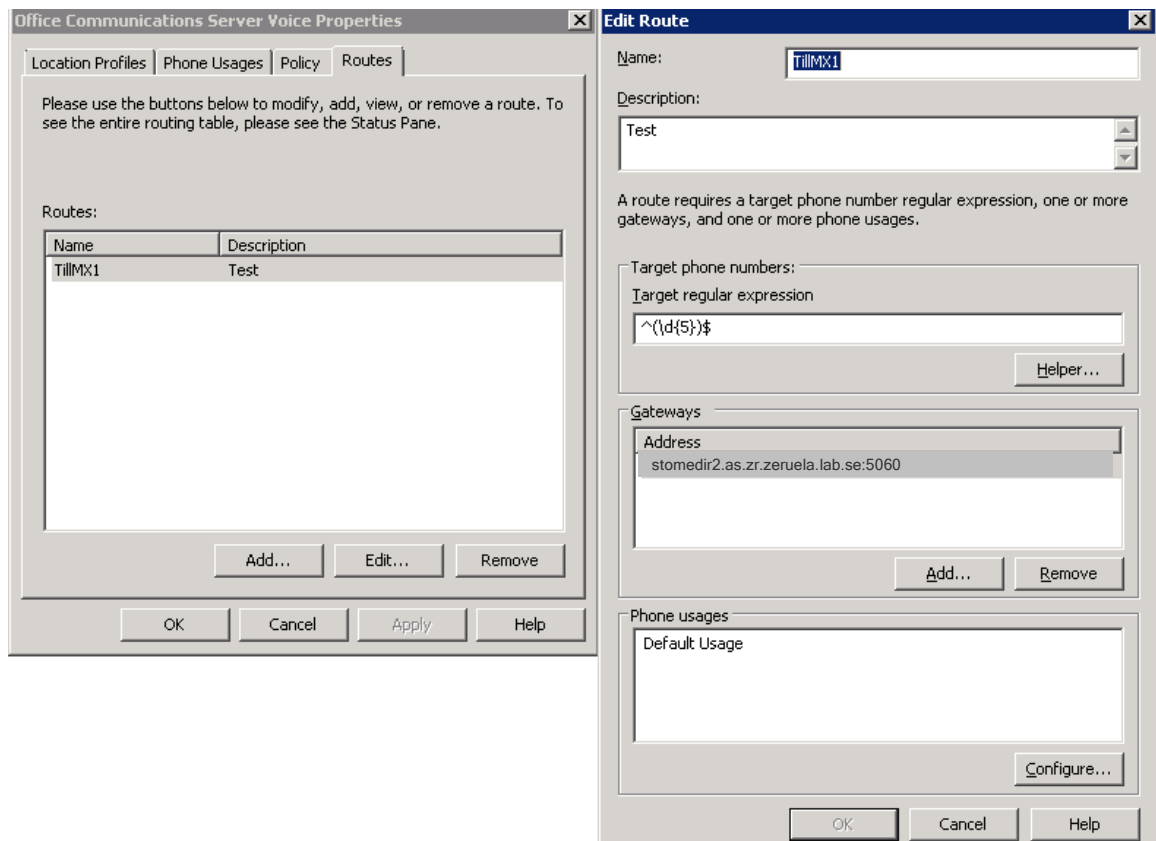 Office Communications Server Voice Properties
Location Profiles Phone Usages Policy Routes
Please use the buttons below to modify, add, view, or remove a route. To
see the entire routing table, please see the Status Pane.
Routes:
Name Description
TillMX1 Test
Add... Edit... Remove
OK Cancel Apply Help
Edit Route
Name: TillMX1
Description:
Test
A route requires a target phone number regular expression, one or more
gateways, and one or more phone usages.
Target phone numbers:
Target regular expression
^(\d{5})$
Helper...
Gateways
Address
stomedir2.as.zr.zeruela.lab.se:5060
Add... Remove
Phone usages
Default Usage
Configure...
OK Cancel Help